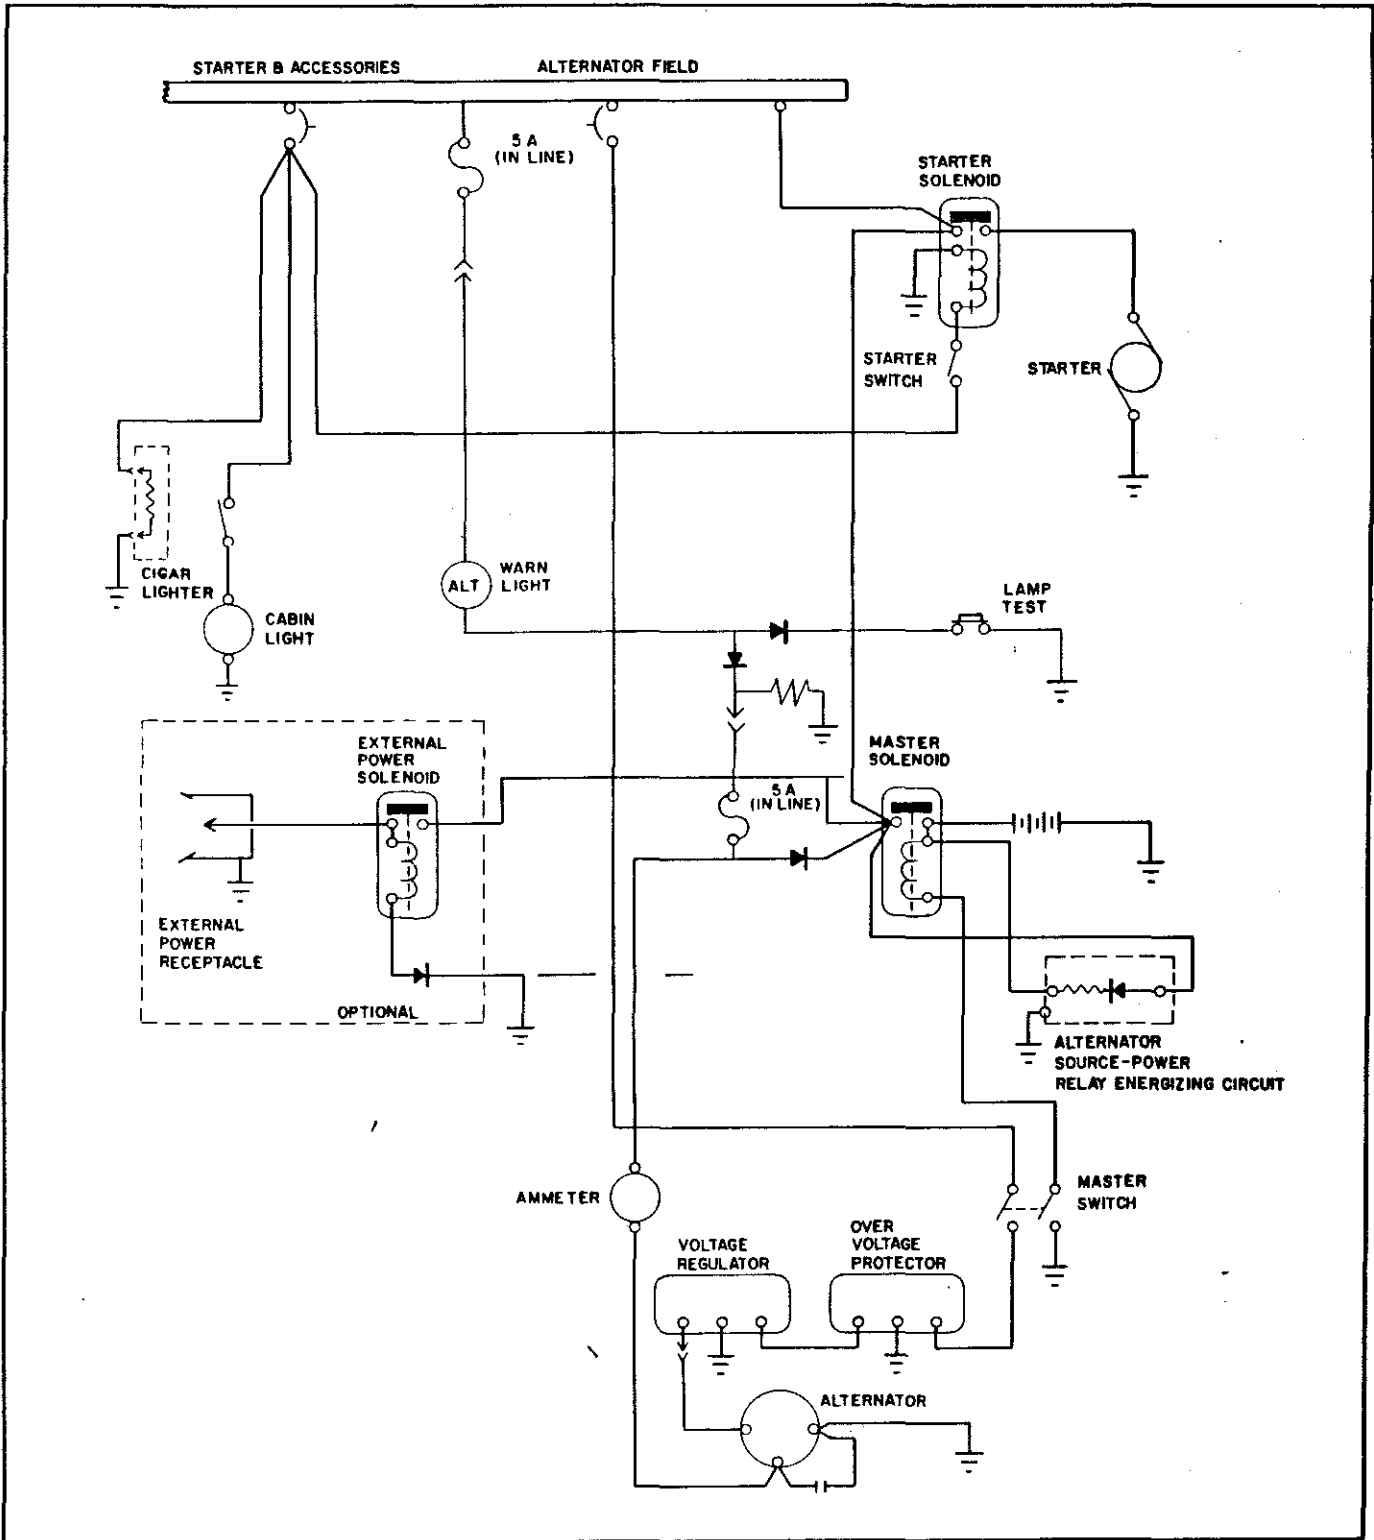 STARTER & ACCESSORIES
ALTERNATOR FIELD
5 A
(IN LINE)
STARTER
SOLENOID
STARTER
SWITCH
STARTER
CIGAR
LIGHTER
CABIN
LIGHT
ALT
WARN
LIGHT
LAMP
TEST
EXTERNAL
POWER
SOLENOID
MASTER
SOLENOID
5 A
(IN LINE)
EXTERNAL
POWER
RECEPTACLE
OPTIONAL
ALTERNATOR
SOURCE-POWER
RELAY ENERGIZING CIRCUIT
AMMETER
MASTER
SWITCH
VOLTAGE
REGULATOR
OVER
VOLTAGE
PROTECTOR
ALTERNATOR